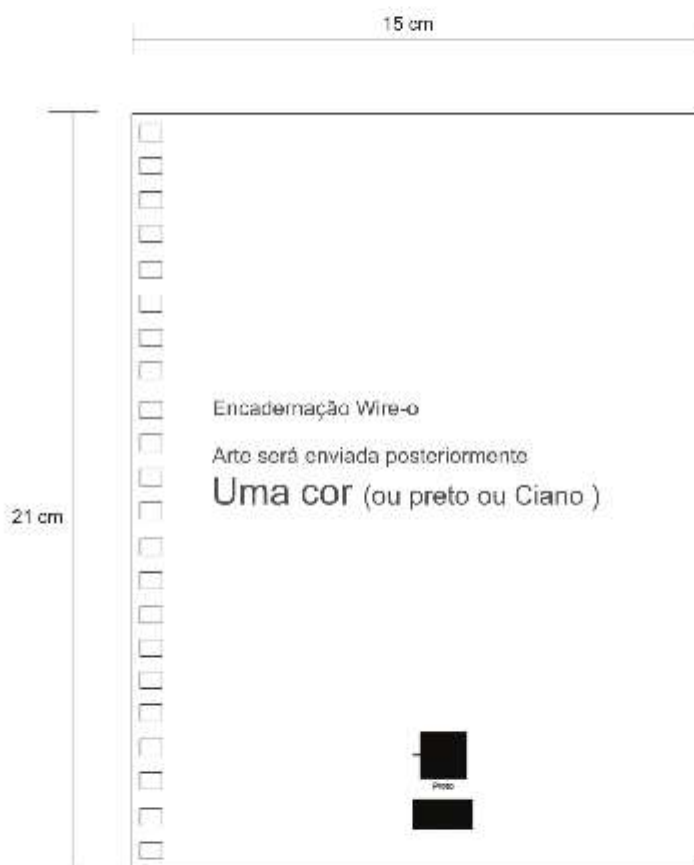 15 cm
Encadernação Wire-o
Arte será enviada posteriormente
Uma cor (ou preto ou Ciano )
21 cm
Preto